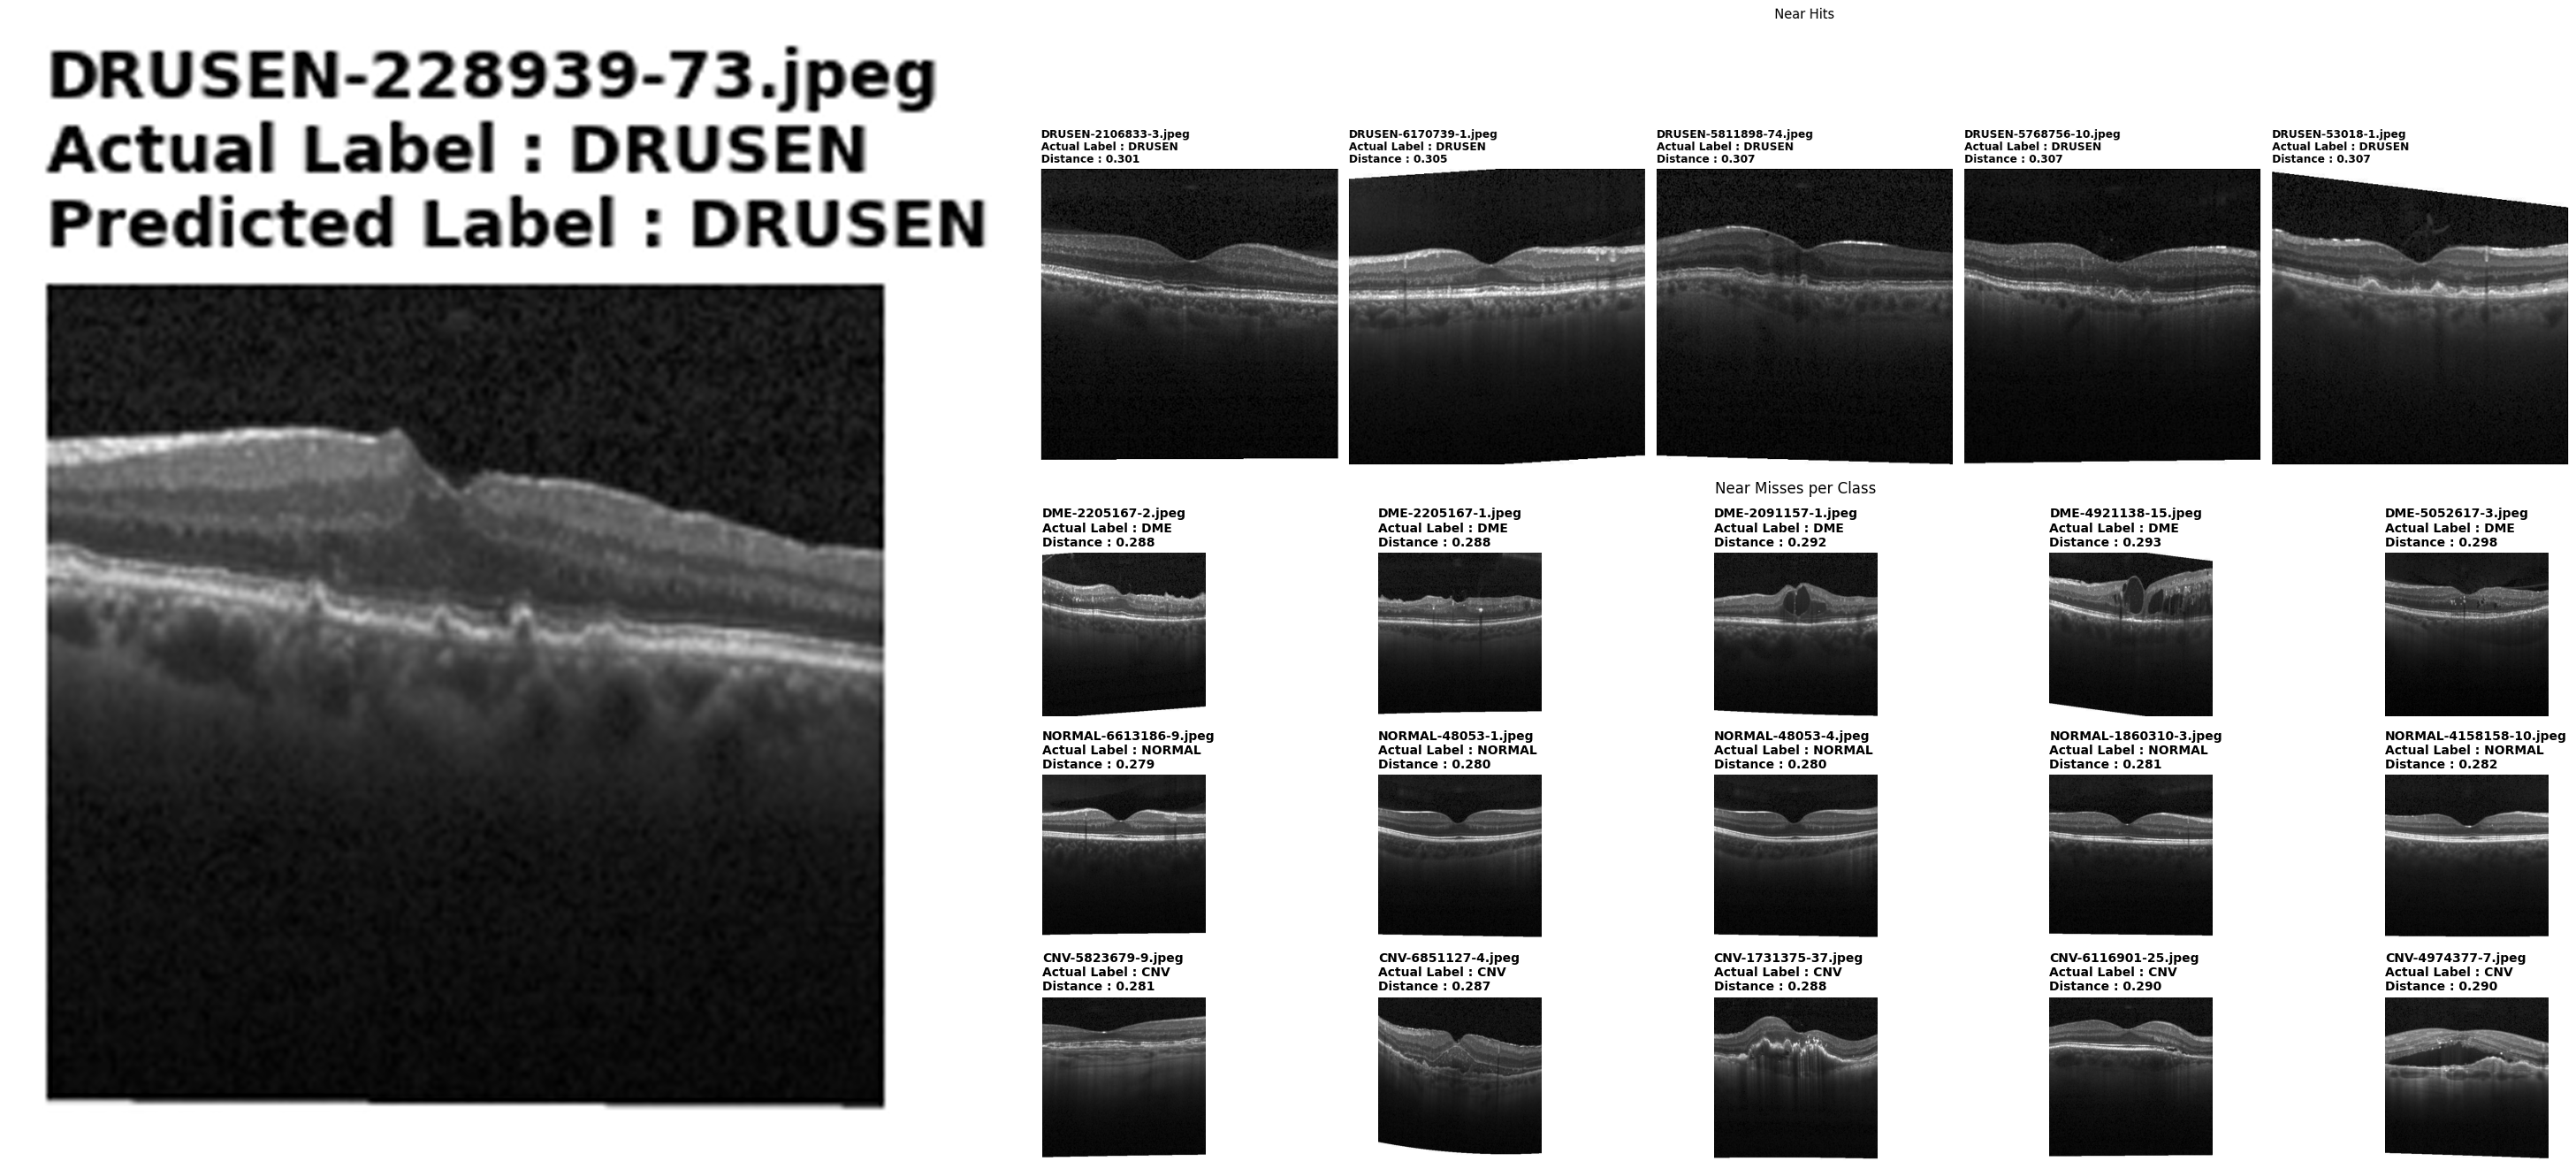 DRUSEN-228939-73.jpeg
Actual Label : DRUSEN
Predicted Label : DRUSEN
Near Hits
DRUSEN-2106833-3.jpeg
Actual Label : DRUSEN
Distance : 0.301
DRUSEN-6170739-1.jpeg
Actual Label : DRUSEN
Distance : 0.305
DRUSEN-5811898-74.jpeg
Actual Label : DRUSEN
Distance : 0.307
DRUSEN-5768756-10.jpeg
Actual Label : DRUSEN
Distance : 0.307
DRUSEN-53018-1.jpeg
Actual Label : DRUSEN
Distance : 0.307
Near Misses per Class
DME-2205167-2.jpeg
Actual Label : DME
Distance : 0.288
DME-2205167-1.jpeg
Actual Label : DME
Distance : 0.288
DME-2091157-1.jpeg
Actual Label : DME
Distance : 0.292
DME-4921138-15.jpeg
Actual Label : DME
Distance : 0.293
DME-5052617-3.jpeg
Actual Label : DME
Distance : 0.298
NORMAL-6613186-9.jpeg
Actual Label : NORMAL
Distance : 0.279
NORMAL-48053-1.jpeg
Actual Label : NORMAL
Distance : 0.280
NORMAL-48053-4.jpeg
Actual Label : NORMAL
Distance : 0.280
NORMAL-1860310-3.jpeg
Actual Label : NORMAL
Distance : 0.281
NORMAL-4158158-10.jpeg
Actual Label : NORMAL
Distance : 0.282
CNV-5823679-9.jpeg
Actual Label : CNV
Distance : 0.281
CNV-6851127-4.jpeg
Actual Label : CNV
Distance : 0.287
CNV-1731375-37.jpeg
Actual Label : CNV
Distance : 0.288
CNV-6116901-25.jpeg
Actual Label : CNV
Distance : 0.290
CNV-4974377-7.jpeg
Actual Label : CNV
Distance : 0.290